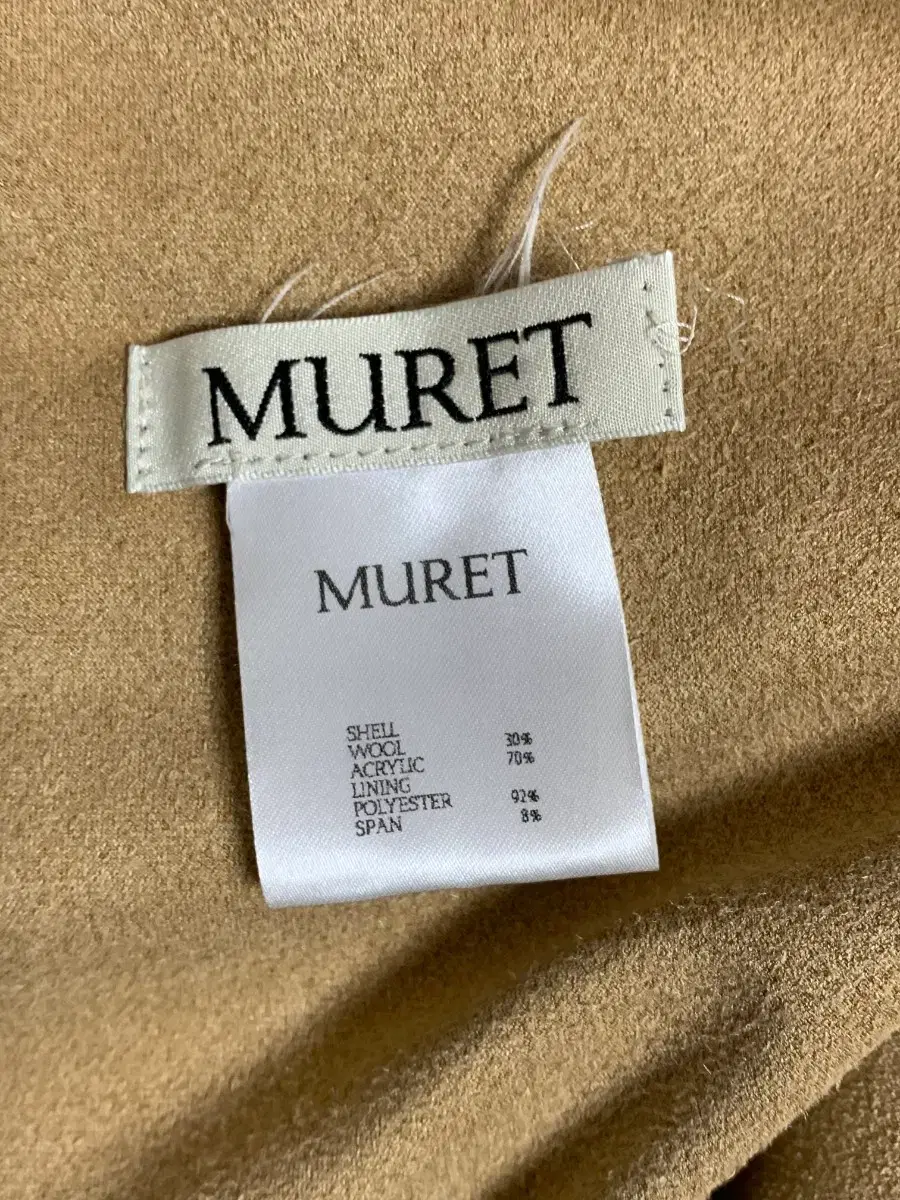 MURET
MURET
SHELL
WOOL 30%
ACRYLIC 70%
LINING
POLYESTER 92%
SPAN 8%